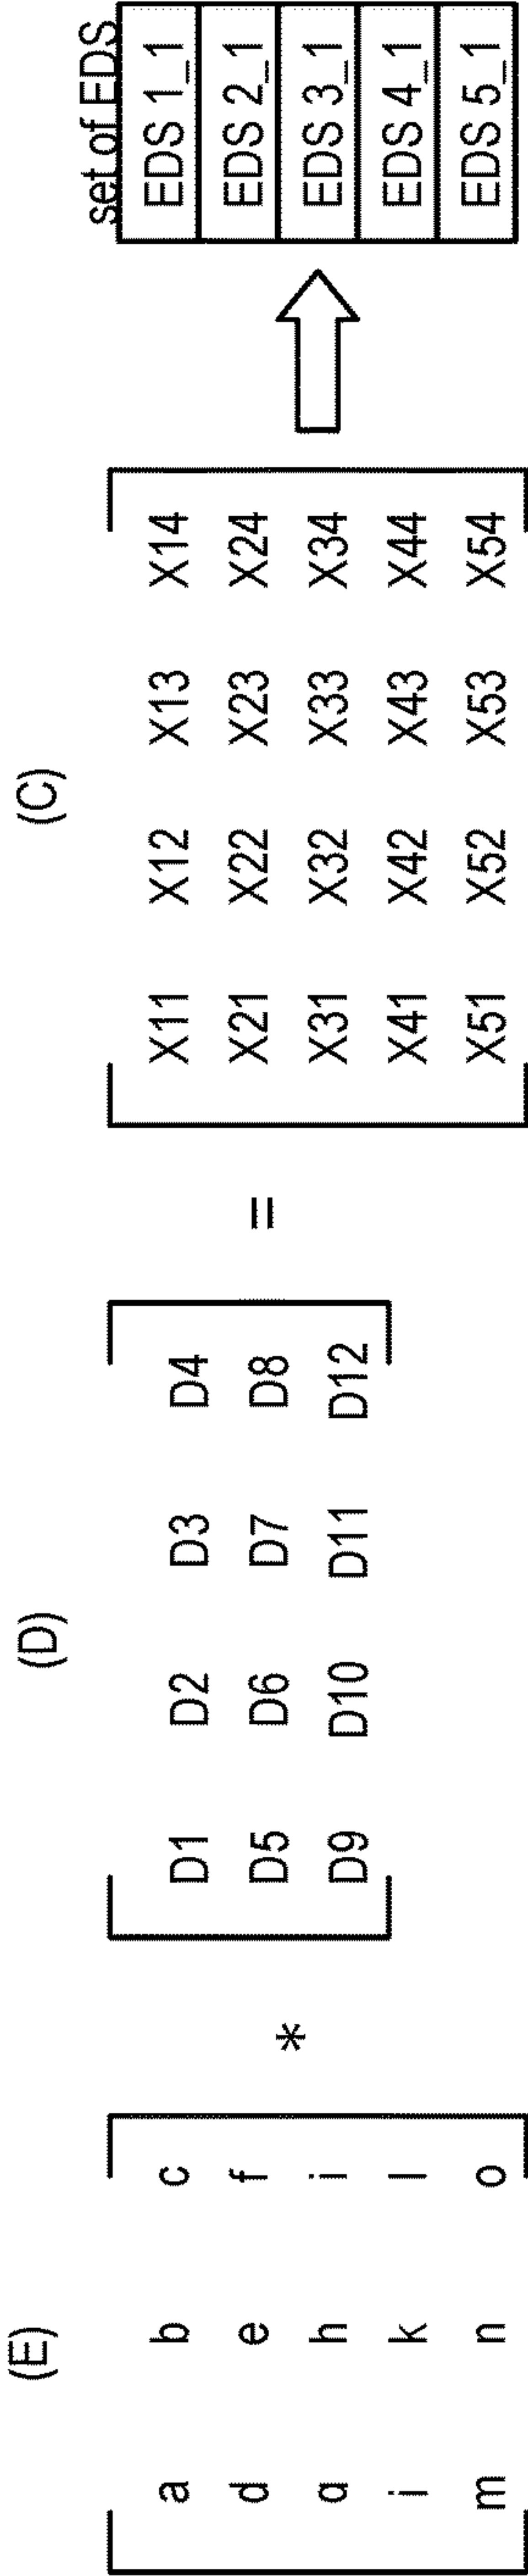 (E) (D) (C)
set of EDS
a b c D1 D2 D3 D4 X11 X12 X13 X14 EDS 1_1
d e f * D5 D6 D7 D8 = X21 X22 X23 X24 EDS 2_1
g h i D9 D10 D11 D12 X31 X32 X33 X34 EDS 3_1
j k l X41 X42 X43 X44 EDS 4_1
m n o X51 X52 X53 X54 EDS 5_1